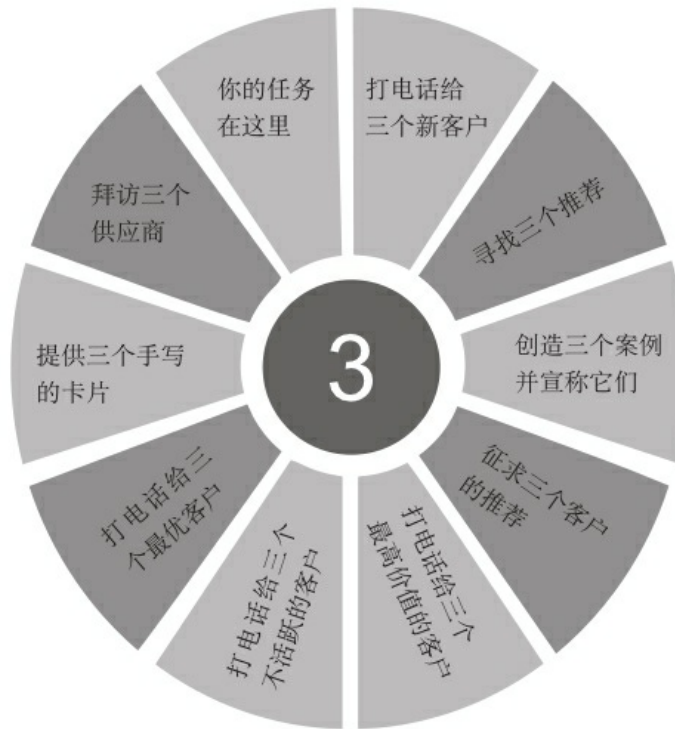 你的任务
在这里
打电话给
三个新客户
寻找三个推荐
创造三个案例
并宣称它们
征求三个客户
的推荐
打电话给三个
最高价值的客户
打电话给三个
不活跃的客户
打电话给三
个最优客户
提供三个手写
的卡片
拜访三个
供应商
3